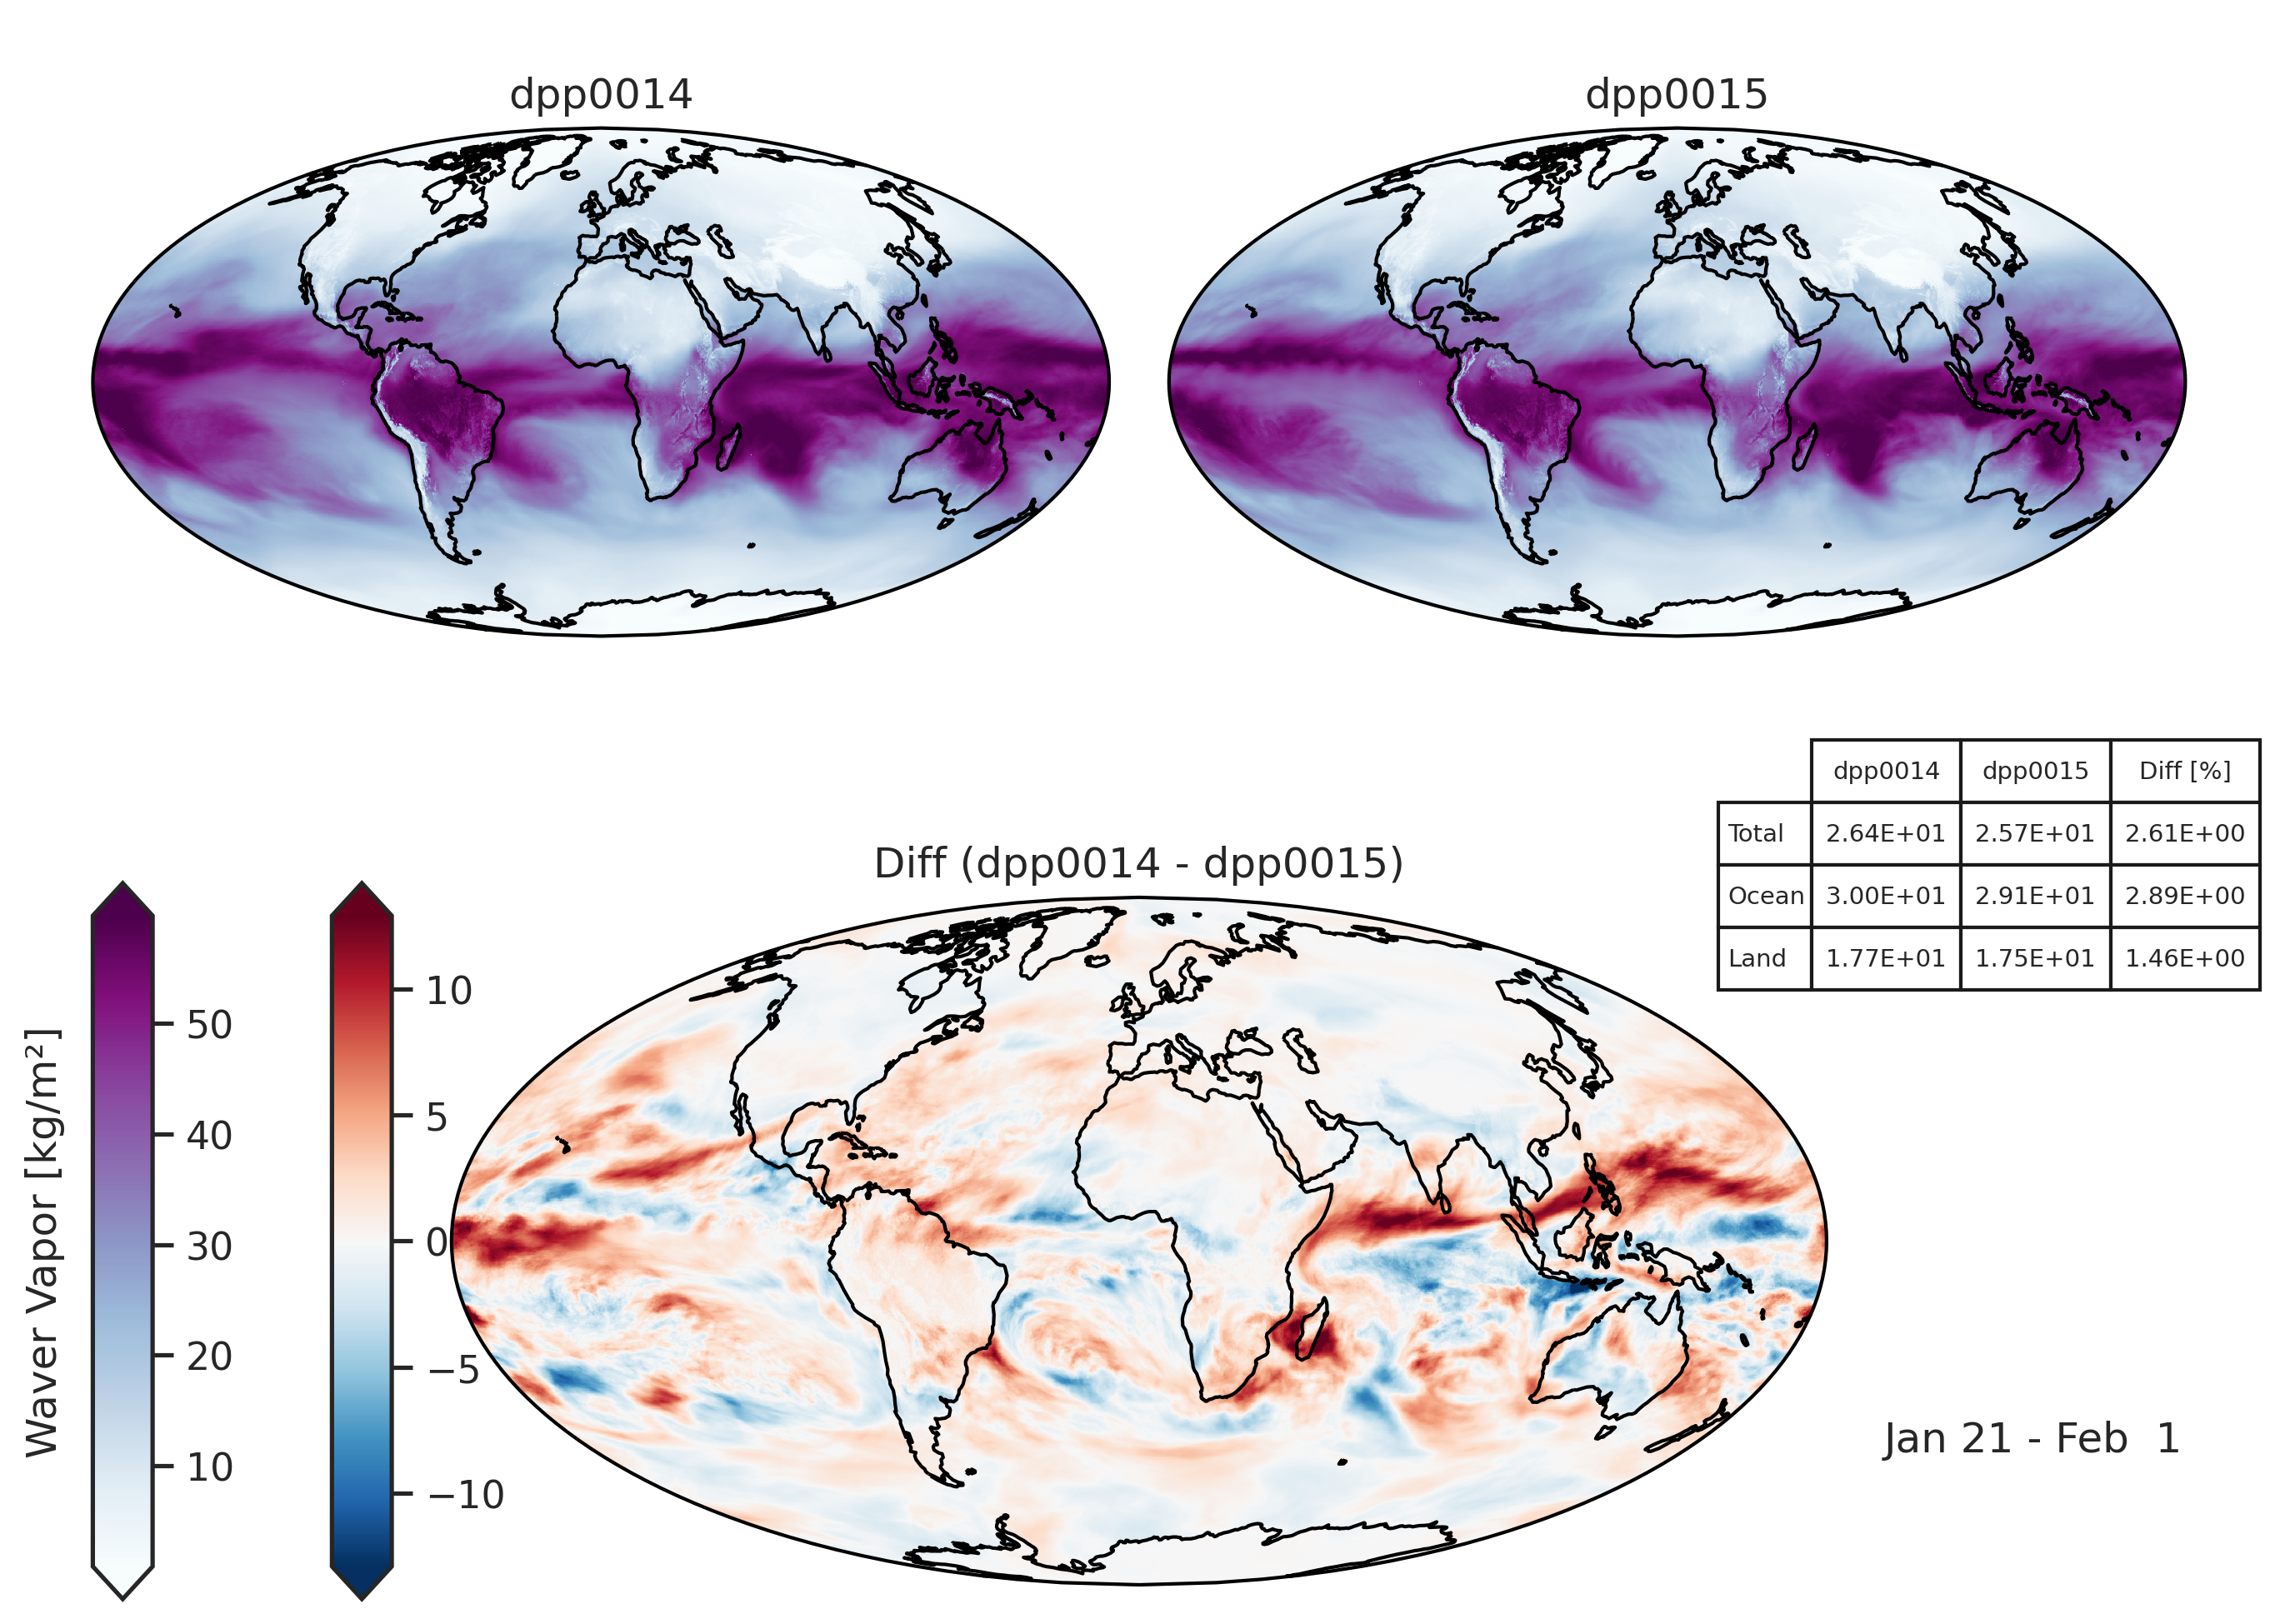 dpp0014
dpp0015
dpp0014 dpp0015 Diff [%]
Total 2.64E+01 2.57E+01 2.61E+00
Ocean 3.00E+01 2.91E+01 2.89E+00
Land 1.77E+01 1.75E+01 1.46E+00
Diff (dpp0014 - dpp0015)
Waver Vapor [kg/m²]
50
40
30
20
10
10
5
0
−5
−10
Jan 21 - Feb  1